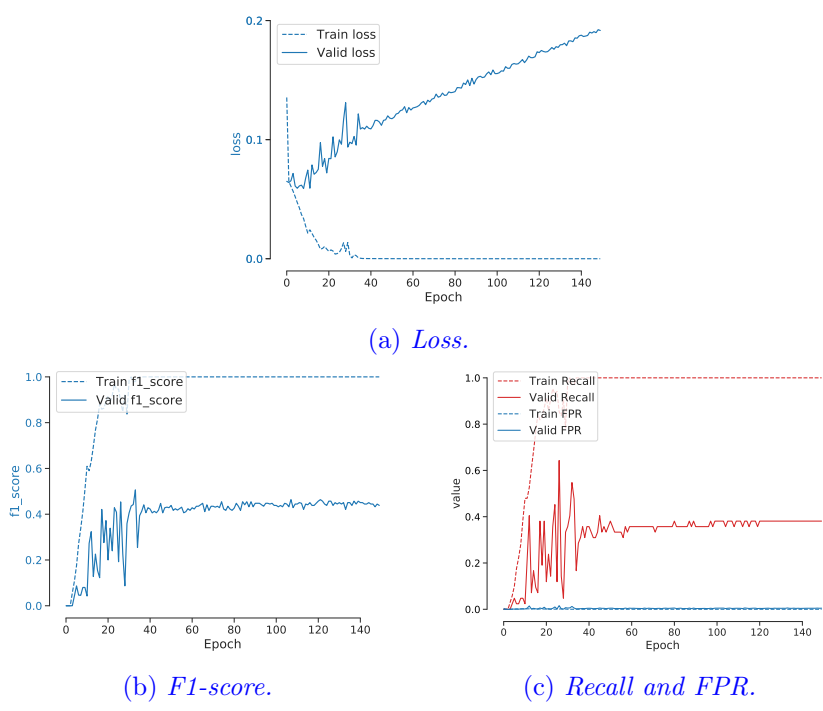 0.2
Train loss
Valid loss
0.1
loss
0.0
0 20 40 60 80 100 120 140
Epoch
(a) Loss.
1.0
Train f1_score
Valid f1_score
0.8
0.6
f1_score
0.4
0.2
0.0
0 20 40 60 80 100 120 140
Epoch
(b) F1-score.
1.0
Train Recall
Valid Recall
Train FPR
Valid FPR
0.8
0.6
value
0.4
0.2
0.0
0 20 40 60 80 100 120 140
Epoch
(c) Recall and FPR.